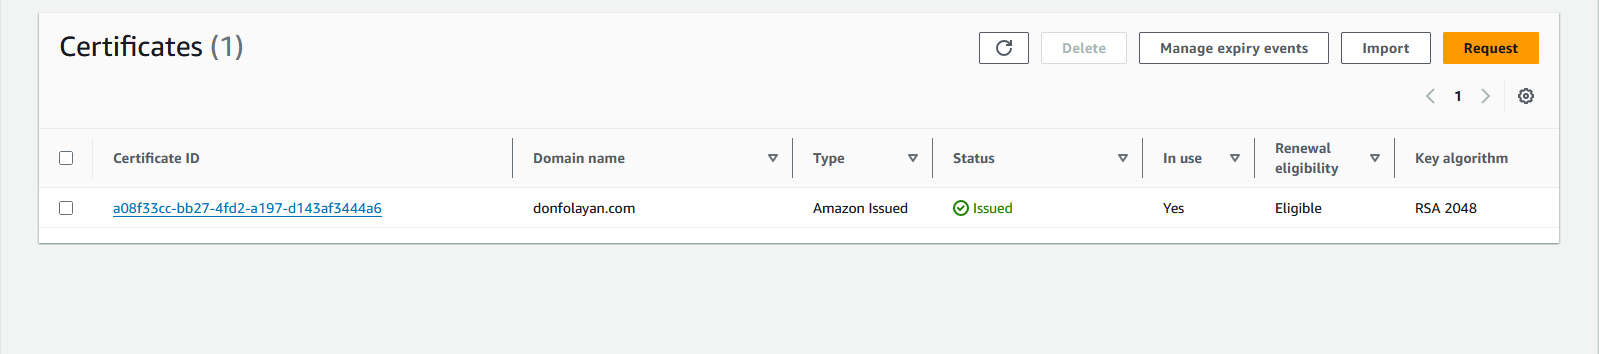 Certificates (1)
Delete
Manage expiry events
Import
Request
1
Certificate ID
Domain name
Type
Status
In use
Renewal
eligibility
Key algorithm
a08f33cc-bb27-4fd2-a197-d143af3444a6
donfolayan.com
Amazon Issued
Issued
Yes
Eligible
RSA 2048